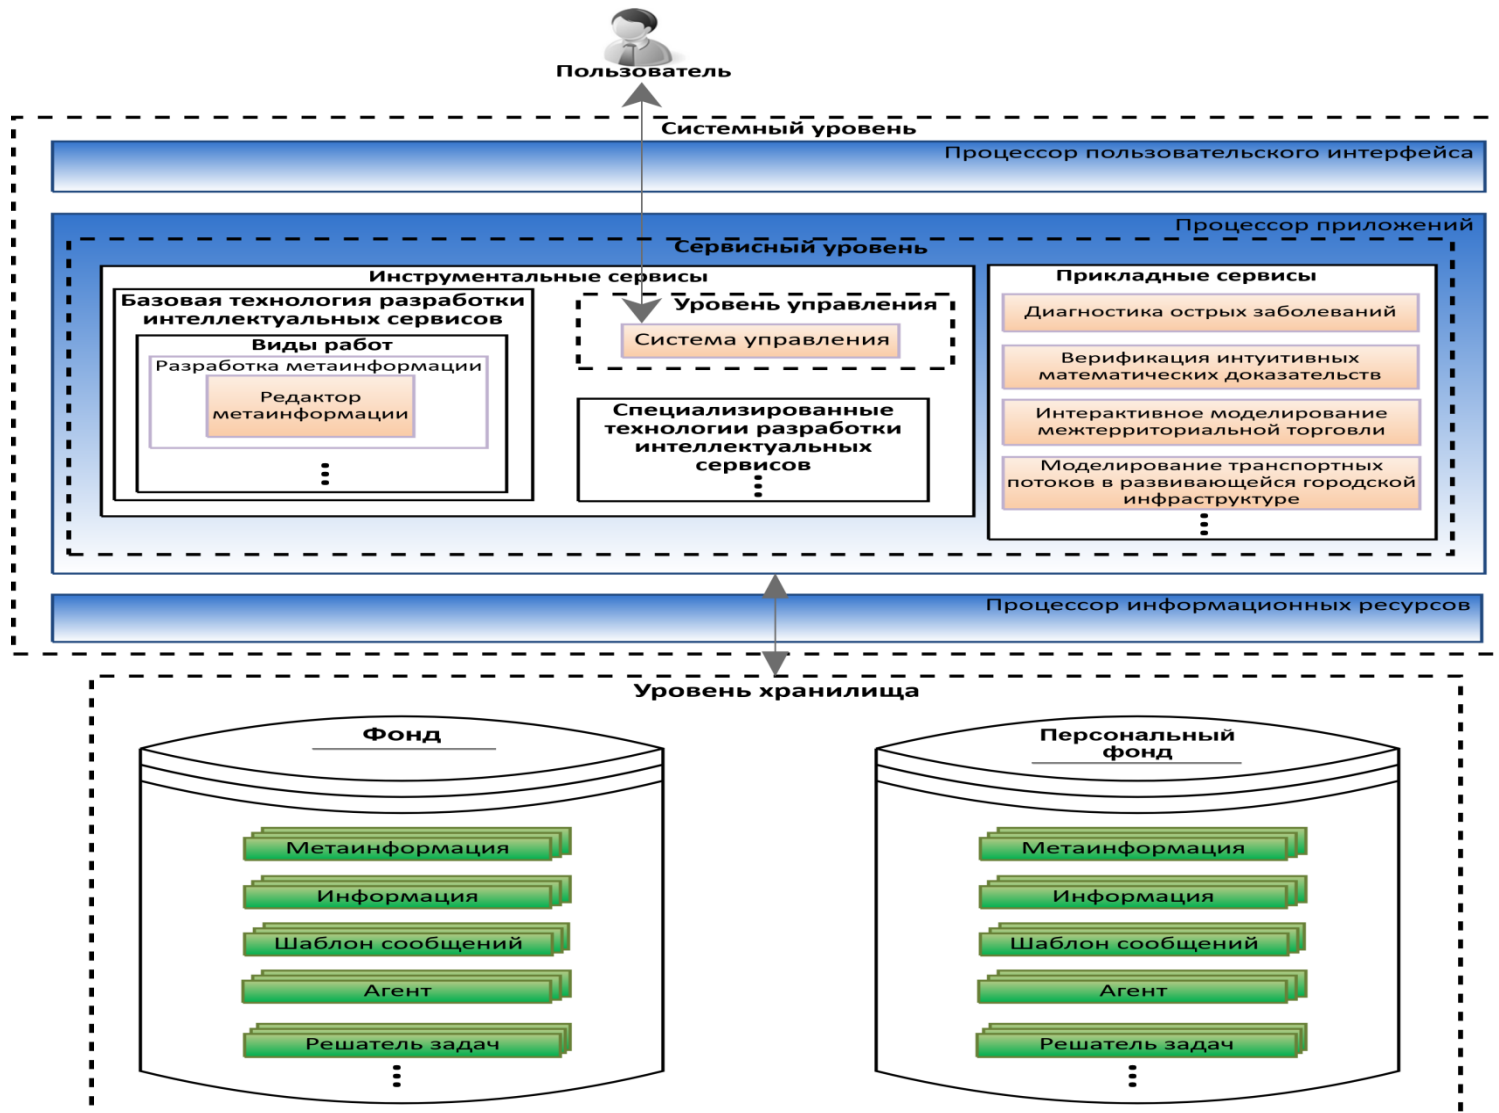 Пользователь
Системный уровень
Процессор пользовательского интерфейса
Процессор приложений
Сервисный уровень
Инструментальные сервисы
Базовая технология разработки
интеллектуальных сервисов
Виды работ
Разработка метаинформации
Редактор
метаинформации
Уровень управления
Система управления
Специализированные
технологии разработки
интеллектуальных
сервисов
Прикладные сервисы
Диагностика острых заболеваний
Верификация интуитивных
математических доказательств
Интерактивное моделирование
межтерриториальной торговли
Моделирование транспортных
потоков в развивающейся городской
инфраструктуре
Процессор информационных ресурсов
Уровень хранилища
Фонд
Метаинформация
Информация
Шаблон сообщений
Агент
Решатель задач
Персональный
фонд
Метаинформация
Информация
Шаблон сообщений
Агент
Решатель задач